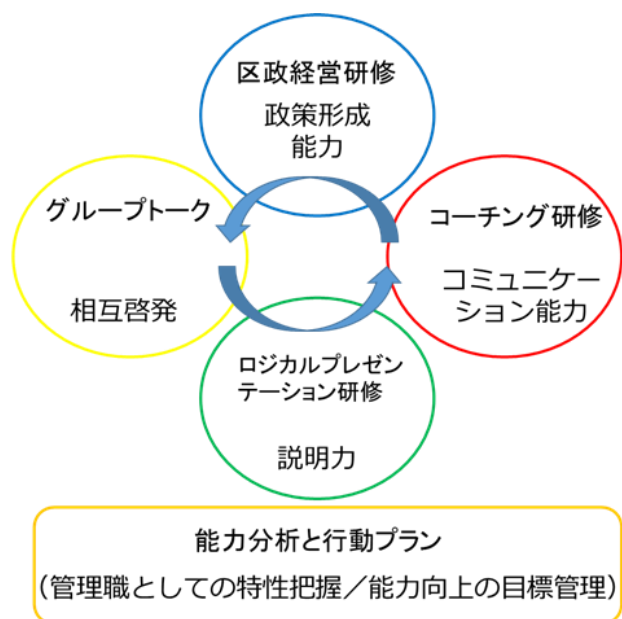 区政経営研修
政策形成
能力
グループトーク
相互啓発
コーチング研修
コミュニケー
ション能力
ロジカルプレゼン
テーション研修
説明力
能力分析と行動プラン
（管理職としての特性把握／能力向上の目標管理）